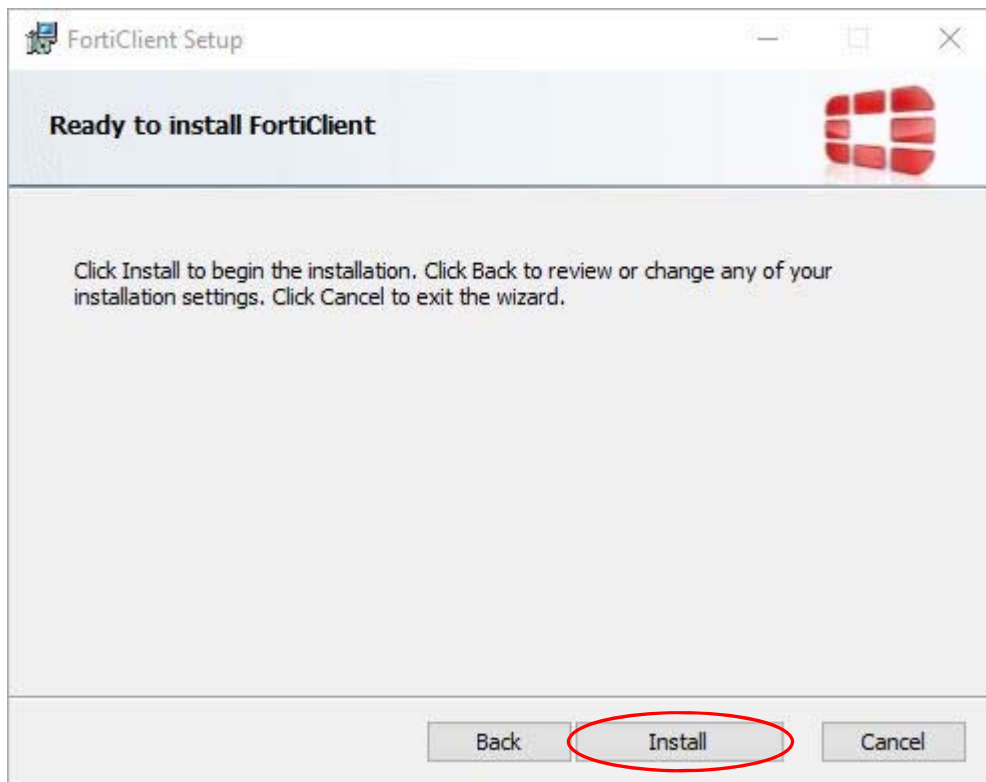 FortiClient Setup
Ready to install FortiClient
Click Install to begin the installation. Click Back to review or change any of your
installation settings. Click Cancel to exit the wizard.
Back Install Cancel